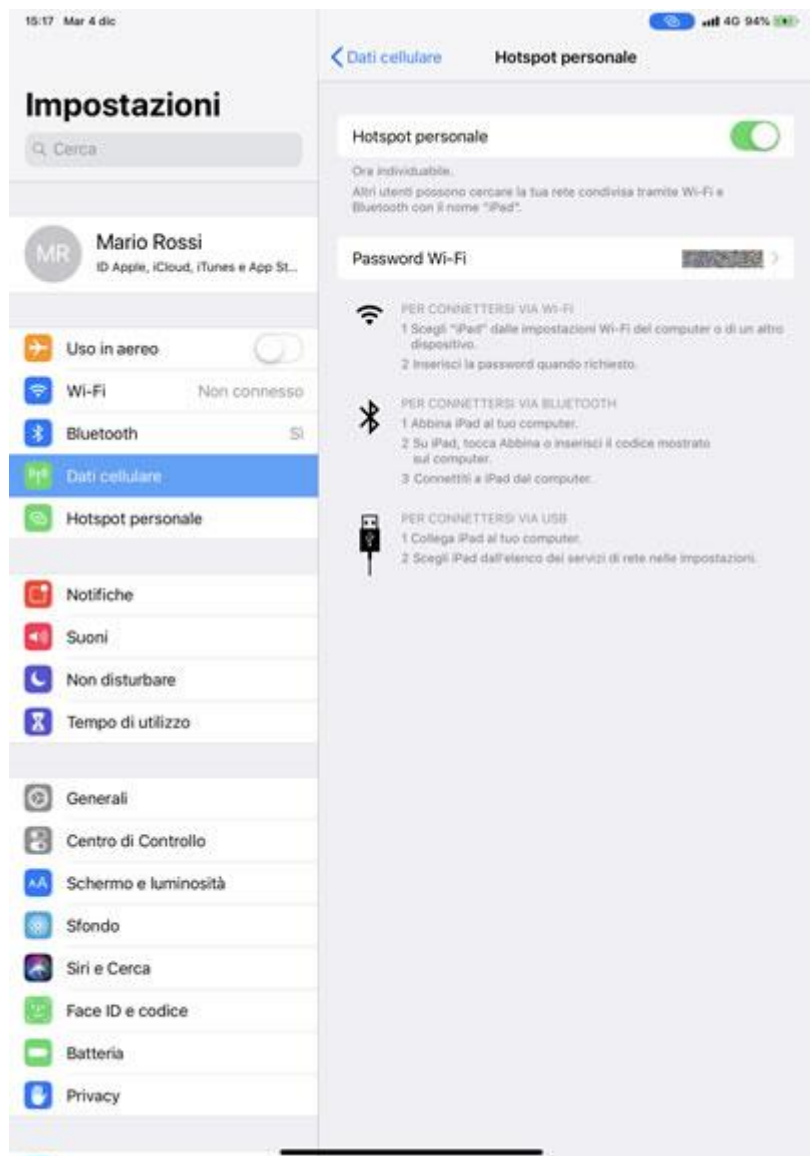 15:17 Mar 4 dic
4G 94%
Impostazioni
Cerca
MR
Mario Rossi
ID Apple, iCloud, iTunes e App St...
Uso in aereo
Wi-Fi Non connesso
Bluetooth Sì
Dati cellulare
Hotspot personale
Notifiche
Suoni
Non disturbare
Tempo di utilizzo
Generali
Centro di Controllo
AA
Schermo e luminosità
Sfondo
Siri e Cerca
Face ID e codice
Batteria
Privacy
Dati cellulare Hotspot personale
Hotspot personale
Ora individuabile.
Altri utenti possono cercare la tua rete condivisa tramite Wi-Fi e
Bluetooth con il nome "iPad".
Password Wi-Fi
PER CONNETTERSI VIA WI-FI
1 Scegli "iPad" dalle impostazioni Wi-Fi del computer o di un altro
dispositivo.
2 Inserisci la password quando richiesto.
PER CONNETTERSI VIA BLUETOOTH
1 Abbina iPad al tuo computer.
2 Su iPad, tocca Abbina o inserisci il codice mostrato
sul computer.
3 Connettiti a iPad dal computer.
PER CONNETTERSI VIA USB
1 Collega iPad al tuo computer.
2 Scegli iPad dall'elenco dei servizi di rete nelle impostazioni.